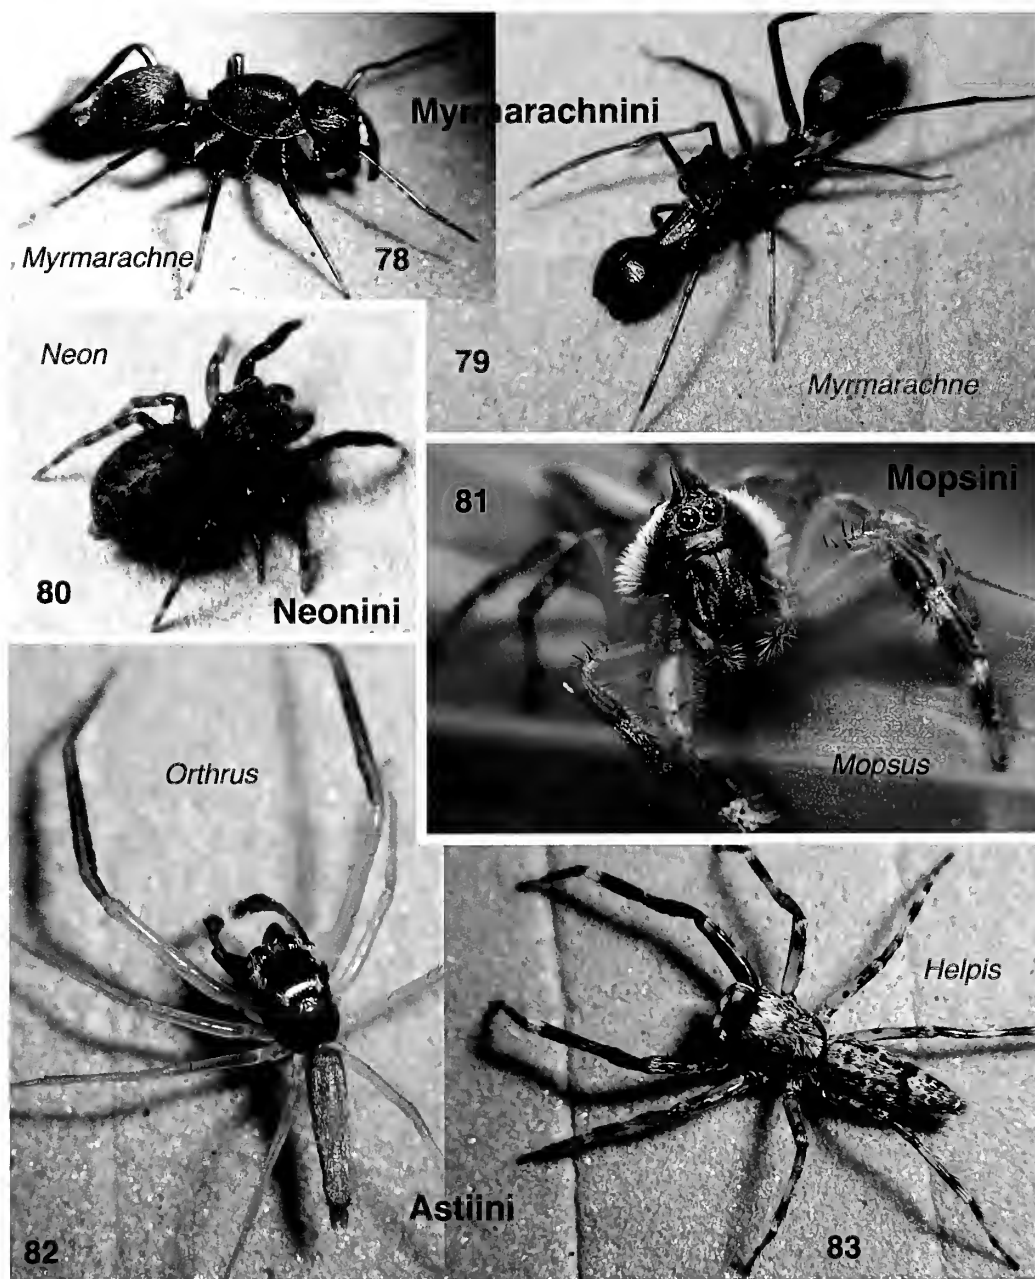 Myrmarachnini
Myrmarachne
78
79
Myrmarachne
Neon
80
Neonini
81
Mopsini
Mopsus
Orthrus
82
Astiini
Helpis
83